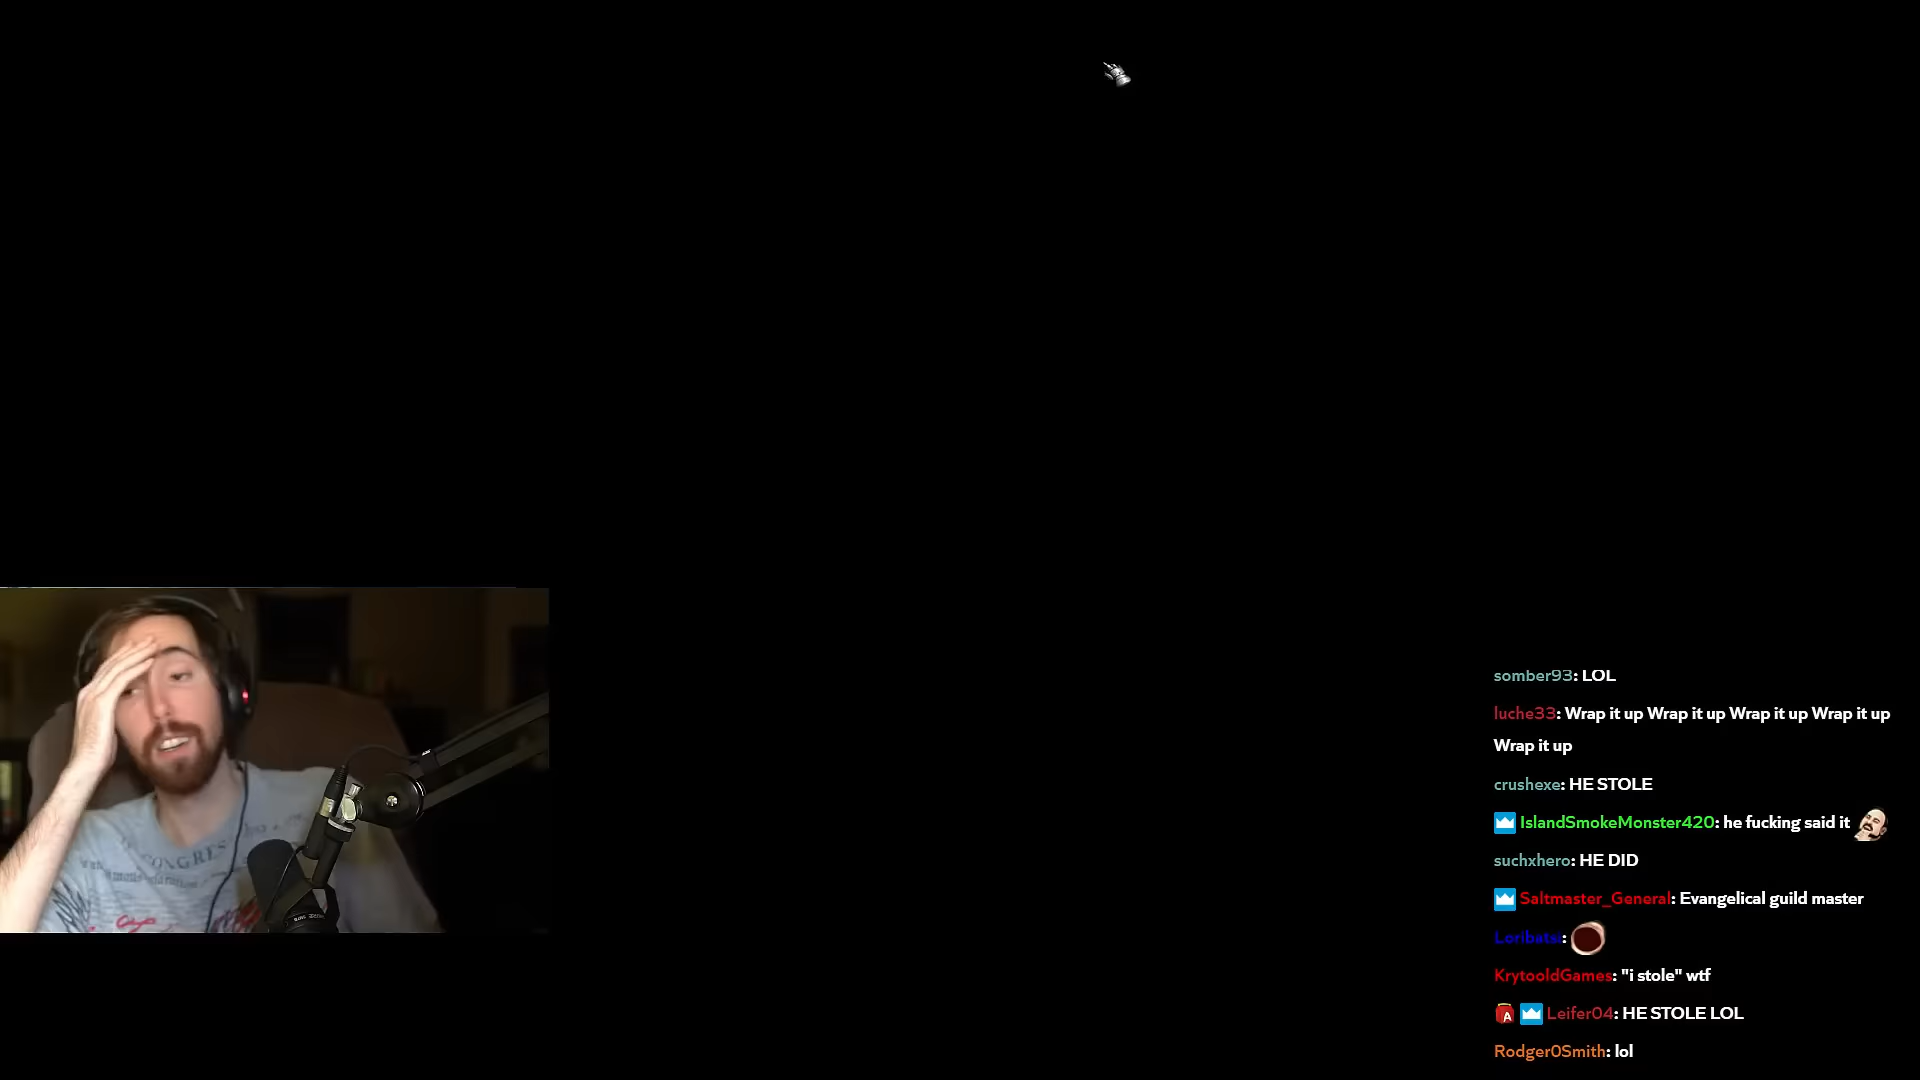 somber93: LOL
luche33: Wrap it up Wrap it up Wrap it up Wrap it up
Wrap it up
crushexe: HE STOLE
IslandSmokeMonster420: he fucking said it
suchxhero: HE DID
Saltmaster_General: Evangelical guild master
KrytooldGames: "i stole" wtf
A Leifer04: HE STOLE LOL
Rodger0Smith: lol
CONGRES